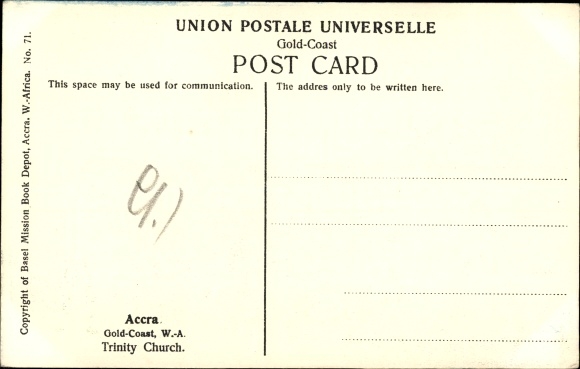 UNION POSTALE UNIVERSELLE
Gold-Coast
POST CARD
This space may be used for communication.
The addres only to be written here.
Copyright of Basel Mission Book Depot, Accra, W.-Africa. No. 71.
Accra
Gold-Coast, W.-A.
Trinity Church.